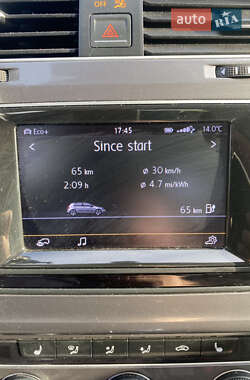 auto RIA
Eco+ 17:45 14.0°C
< Since start >
65 km ø 30 km/h
2:09 h ø 4.7 mi/kWh
65 km